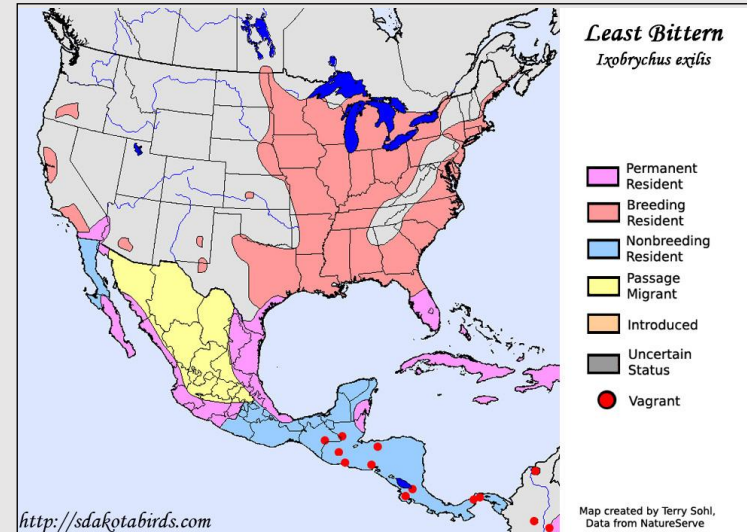 Least Bittern
Ixobrychus exilis
Permanent
Resident
Breeding
Resident
Nonbreeding
Resident
Passage
Migrant
Introduced
Uncertain
Status
Vagrant
http://sdakotabirds.com
Map created by Terry Sohl,
Data from NatureServe